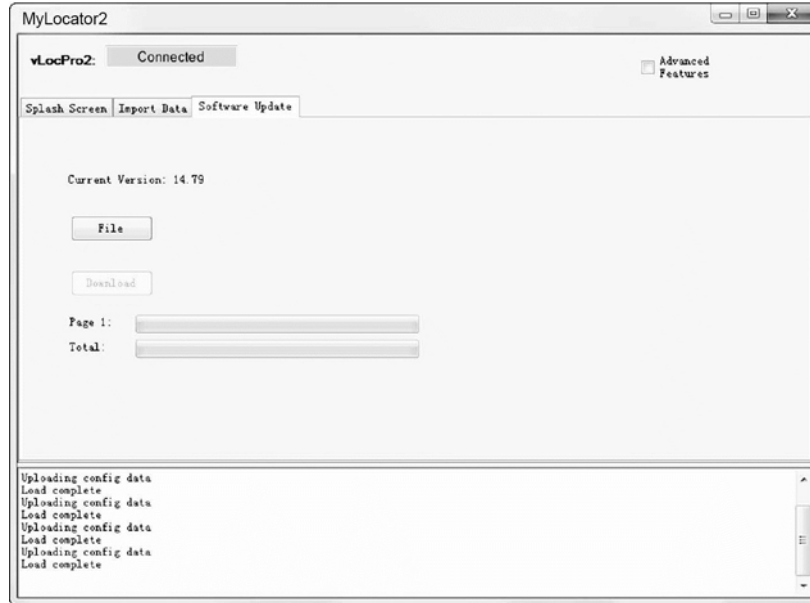 MyLocator2
vLocPro2: Connected
Advanced
Features
Splash Screen Import Data Software Update
Current Version: 14.79
File
Download
Page 1:
Total:
Uploading config data
Load complete
Uploading config data
Load complete
Uploading config data
Load complete
Uploading config data
Load complete